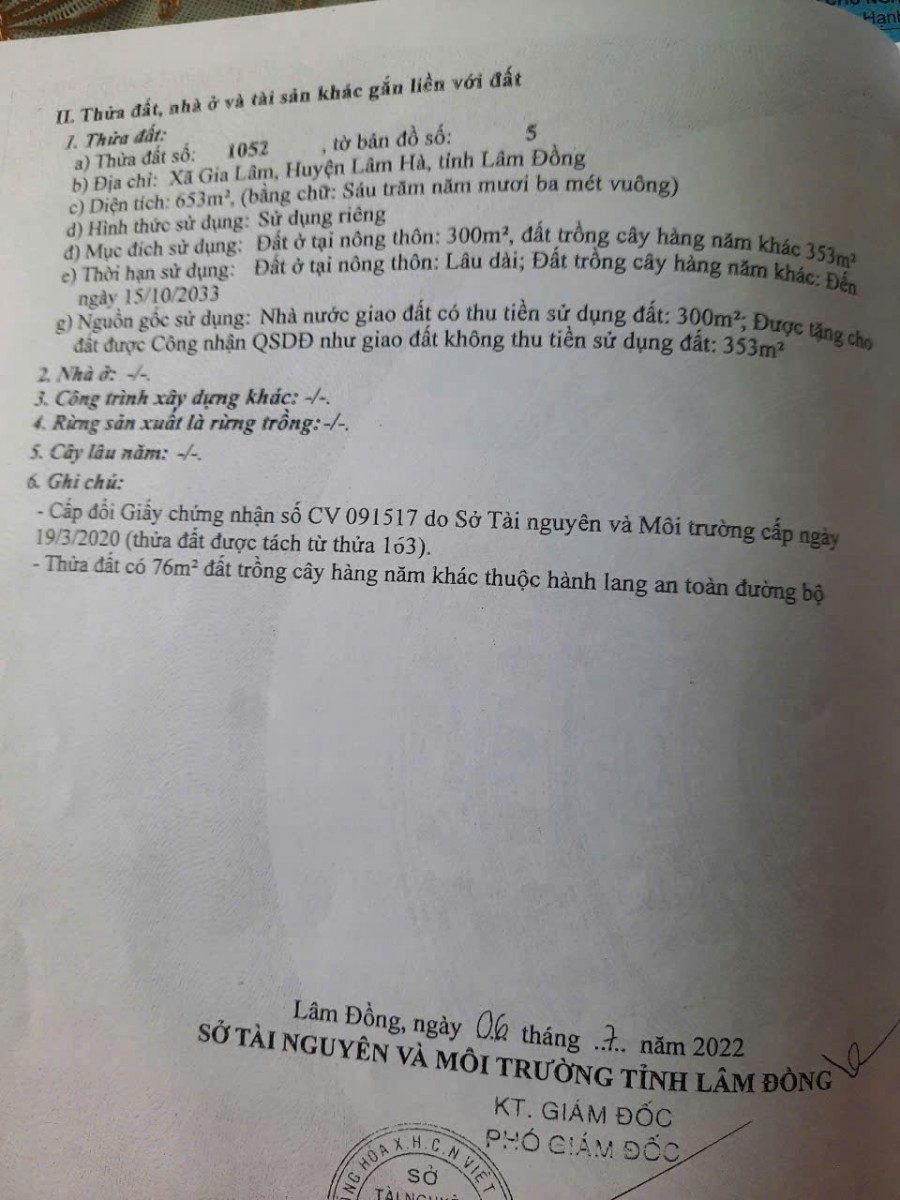 Hạnh
II. Thửa đất, nhà ở và tài sản khác gắn liền với đất
1. Thửa đất:
a) Thửa đất số: 1052 , tờ bản đồ số: 5
b) Địa chỉ: Xã Gia Lâm, Huyện Lâm Hà, tỉnh Lâm Đồng
c) Diện tích: 653m², (bằng chữ: Sáu trăm năm mươi ba mét vuông)
d) Hình thức sử dụng: Sử dụng riêng
đ) Mục đích sử dụng: Đất ở tại nông thôn: 300m², đất trồng cây hàng năm khác 353m²
e) Thời hạn sử dụng: Đất ở tại nông thôn: Lâu dài; Đất trồng cây hàng năm khác: Đến
ngày 15/10/2033
g) Nguồn gốc sử dụng: Nhà nước giao đất có thu tiền sử dụng đất: 300m²; Được tặng cho
đất được Công nhận QSDĐ như giao đất không thu tiền sử dụng đất: 353m²
2. Nhà ở: -/-.
3. Công trình xây dựng khác: -/-.
4. Rừng sản xuất là rừng trồng:-/-.
5. Cây lâu năm: -/-.
6. Ghi chú:
- Cấp đổi Giấy chứng nhận số CV 091517 do Sở Tài nguyên và Môi trường cấp ngày
19/3/2020 (thửa đất được tách từ thửa 163).
- Thửa đất có 76m² đất trồng cây hàng năm khác thuộc hành lang an toàn đường bộ
Lâm Đồng, ngày 06 tháng .7.. năm 2022
SỞ TÀI NGUYÊN VÀ MÔI TRƯỜNG TỈNH LÂM ĐỒNG
KT. GIÁM ĐỐC
PHÓ GIÁM ĐỐC
HÒA X.H.C.N VIỆT
SỞ